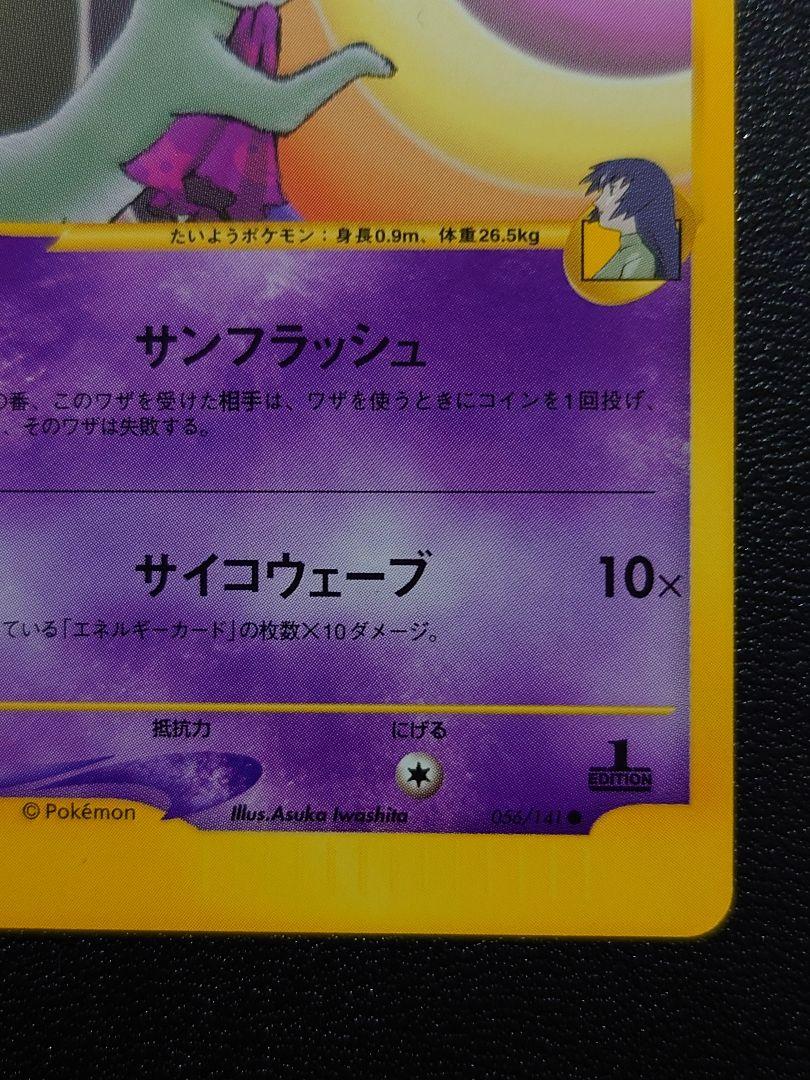 たいようポケモン：身長0.9m、体重26.5kg
サンフラッシュ
の番、このワザを受けた相手は、ワザを使うときにコインを1回投げ、
、そのワザは失敗する。
サイコウェーブ 10×
ている「エネルギーカード」の枚数×10ダメージ。
抵抗力 にげる
1 EDITION
© Pokémon Illus.Asuka Iwashita 056/141 ●